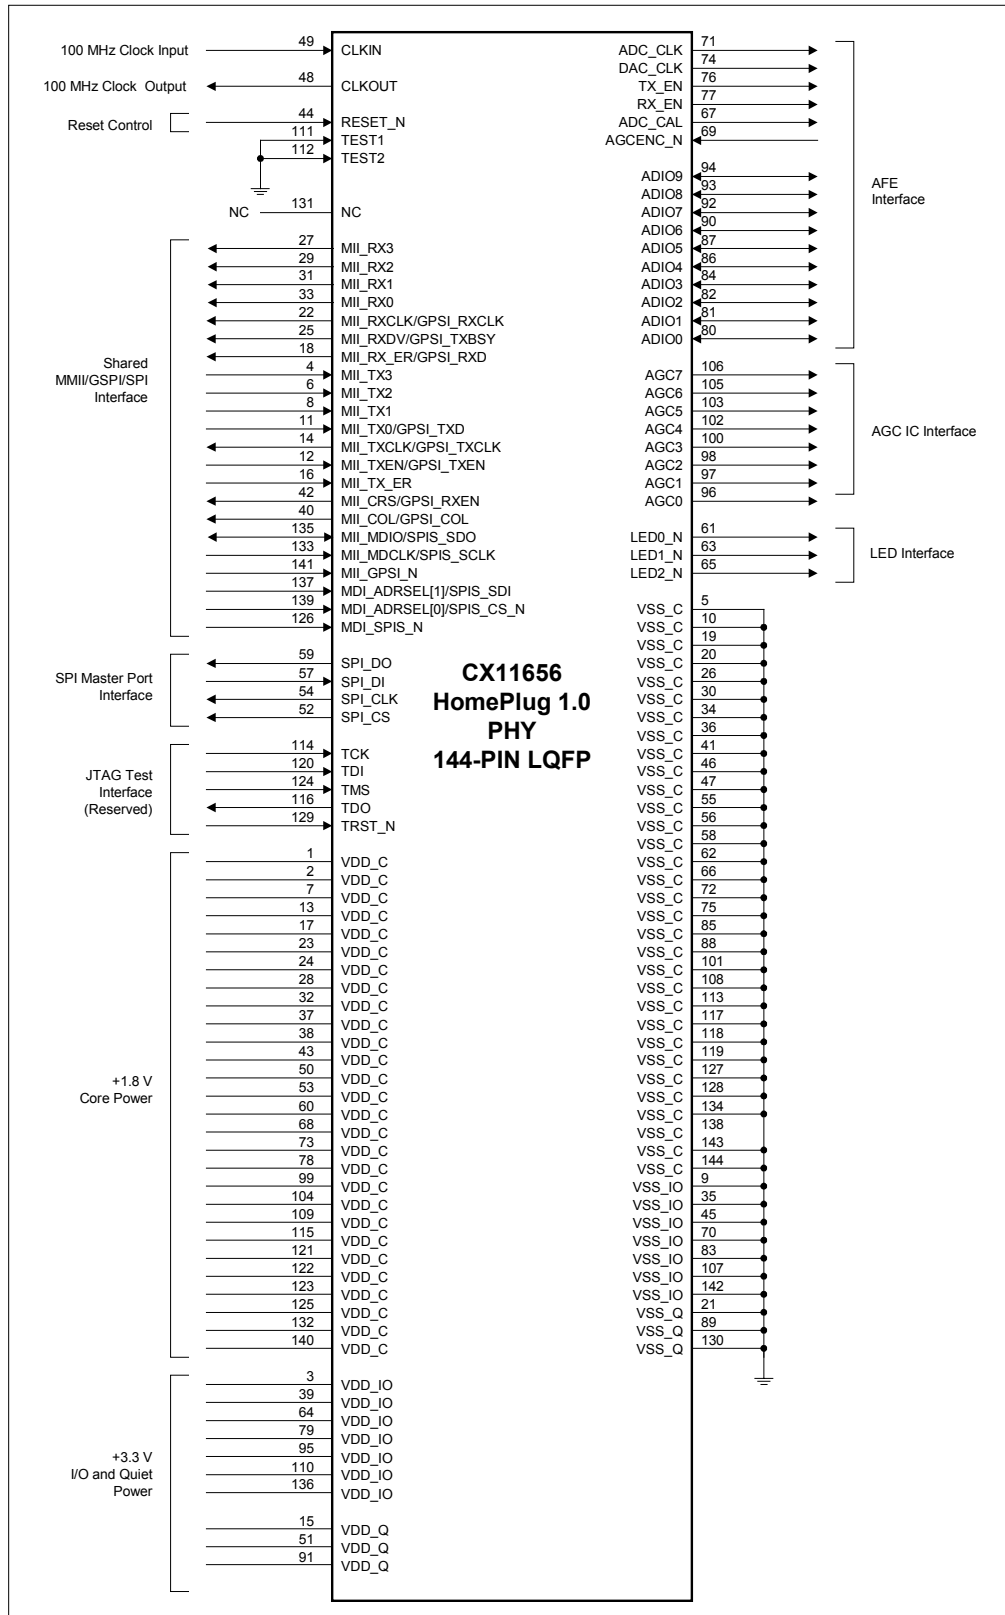 100 MHz Clock Input 49 CLKIN
100 MHz Clock Output 48 CLKOUT
Reset Control 44 RESET_N
111 TEST1
112 TEST2
NC 131 NC
Shared
MMII/GSPI/SPI
Interface
27 MII_RX3
29 MII_RX2
31 MII_RX1
33 MII_RX0
22 MII_RXCLK/GPSI_RXCLK
25 MII_RXDV/GPSI_TXBSY
18 MII_RX_ER/GPSI_RXD
4 MII_TX3
6 MII_TX2
8 MII_TX1
11 MII_TX0/GPSI_TXD
14 MII_TXCLK/GPSI_TXCLK
12 MII_TXEN/GPSI_TXEN
16 MII_TX_ER
42 MII_CRS/GPSI_RXEN
40 MII_COL/GPSI_COL
135 MII_MDIO/SPIS_SDO
133 MII_MDCLK/SPIS_SCLK
141 MII_GPSI_N
137 MDI_ADRSEL[1]/SPIS_SDI
139 MDI_ADRSEL[0]/SPIS_CS_N
126 MDI_SPIS_N
SPI Master Port
Interface
59 SPI_DO
57 SPI_DI
54 SPI_CLK
52 SPI_CS
JTAG Test
Interface
(Reserved)
114 TCK
120 TDI
124 TMS
116 TDO
129 TRST_N
+1.8 V
Core Power
1 VDD_C
2 VDD_C
7 VDD_C
13 VDD_C
17 VDD_C
23 VDD_C
24 VDD_C
28 VDD_C
32 VDD_C
37 VDD_C
38 VDD_C
43 VDD_C
50 VDD_C
53 VDD_C
60 VDD_C
68 VDD_C
73 VDD_C
78 VDD_C
99 VDD_C
104 VDD_C
109 VDD_C
115 VDD_C
121 VDD_C
122 VDD_C
123 VDD_C
125 VDD_C
132 VDD_C
140 VDD_C
+3.3 V
I/O and Quiet
Power
3 VDD_IO
39 VDD_IO
64 VDD_IO
79 VDD_IO
95 VDD_IO
110 VDD_IO
136 VDD_IO
15 VDD_Q
51 VDD_Q
91 VDD_Q
CX11656
HomePlug 1.0
PHY
144-PIN LQFP
ADC_CLK 71
DAC_CLK 74
TX_EN 76
RX_EN 77
ADC_CAL 67
AGCENC_N 69
ADIO9 94
ADIO8 93
ADIO7 92
ADIO6 90
ADIO5 87
ADIO4 86
ADIO3 84
ADIO2 82
ADIO1 81
ADIO0 80
AFE
Interface
AGC7 106
AGC6 105
AGC5 103
AGC4 102
AGC3 100
AGC2 98
AGC1 97
AGC0 96
AGC IC Interface
LED0_N 61
LED1_N 63
LED2_N 65
LED Interface
VSS_C 5
VSS_C 10
VSS_C 19
VSS_C 20
VSS_C 26
VSS_C 30
VSS_C 34
VSS_C 36
VSS_C 41
VSS_C 46
VSS_C 47
VSS_C 55
VSS_C 56
VSS_C 58
VSS_C 62
VSS_C 66
VSS_C 72
VSS_C 75
VSS_C 85
VSS_C 88
VSS_C 101
VSS_C 108
VSS_C 113
VSS_C 117
VSS_C 118
VSS_C 119
VSS_C 127
VSS_C 128
VSS_C 134
VSS_C 138
VSS_C 143
VSS_C 144
VSS_IO 9
VSS_IO 35
VSS_IO 45
VSS_IO 70
VSS_IO 83
VSS_IO 107
VSS_IO 142
VSS_Q 21
VSS_Q 89
VSS_Q 130